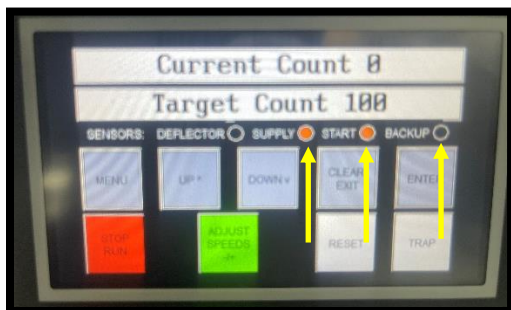 Current Count 0
Target Count 100
SENSORS: DEFLECTOR SUPPLY START BACKUP
MENU UP ^ DOWN v CLEAR EXIT ENTER
STOP RUN ADJUST SPEEDS -/+ RESET TRAP